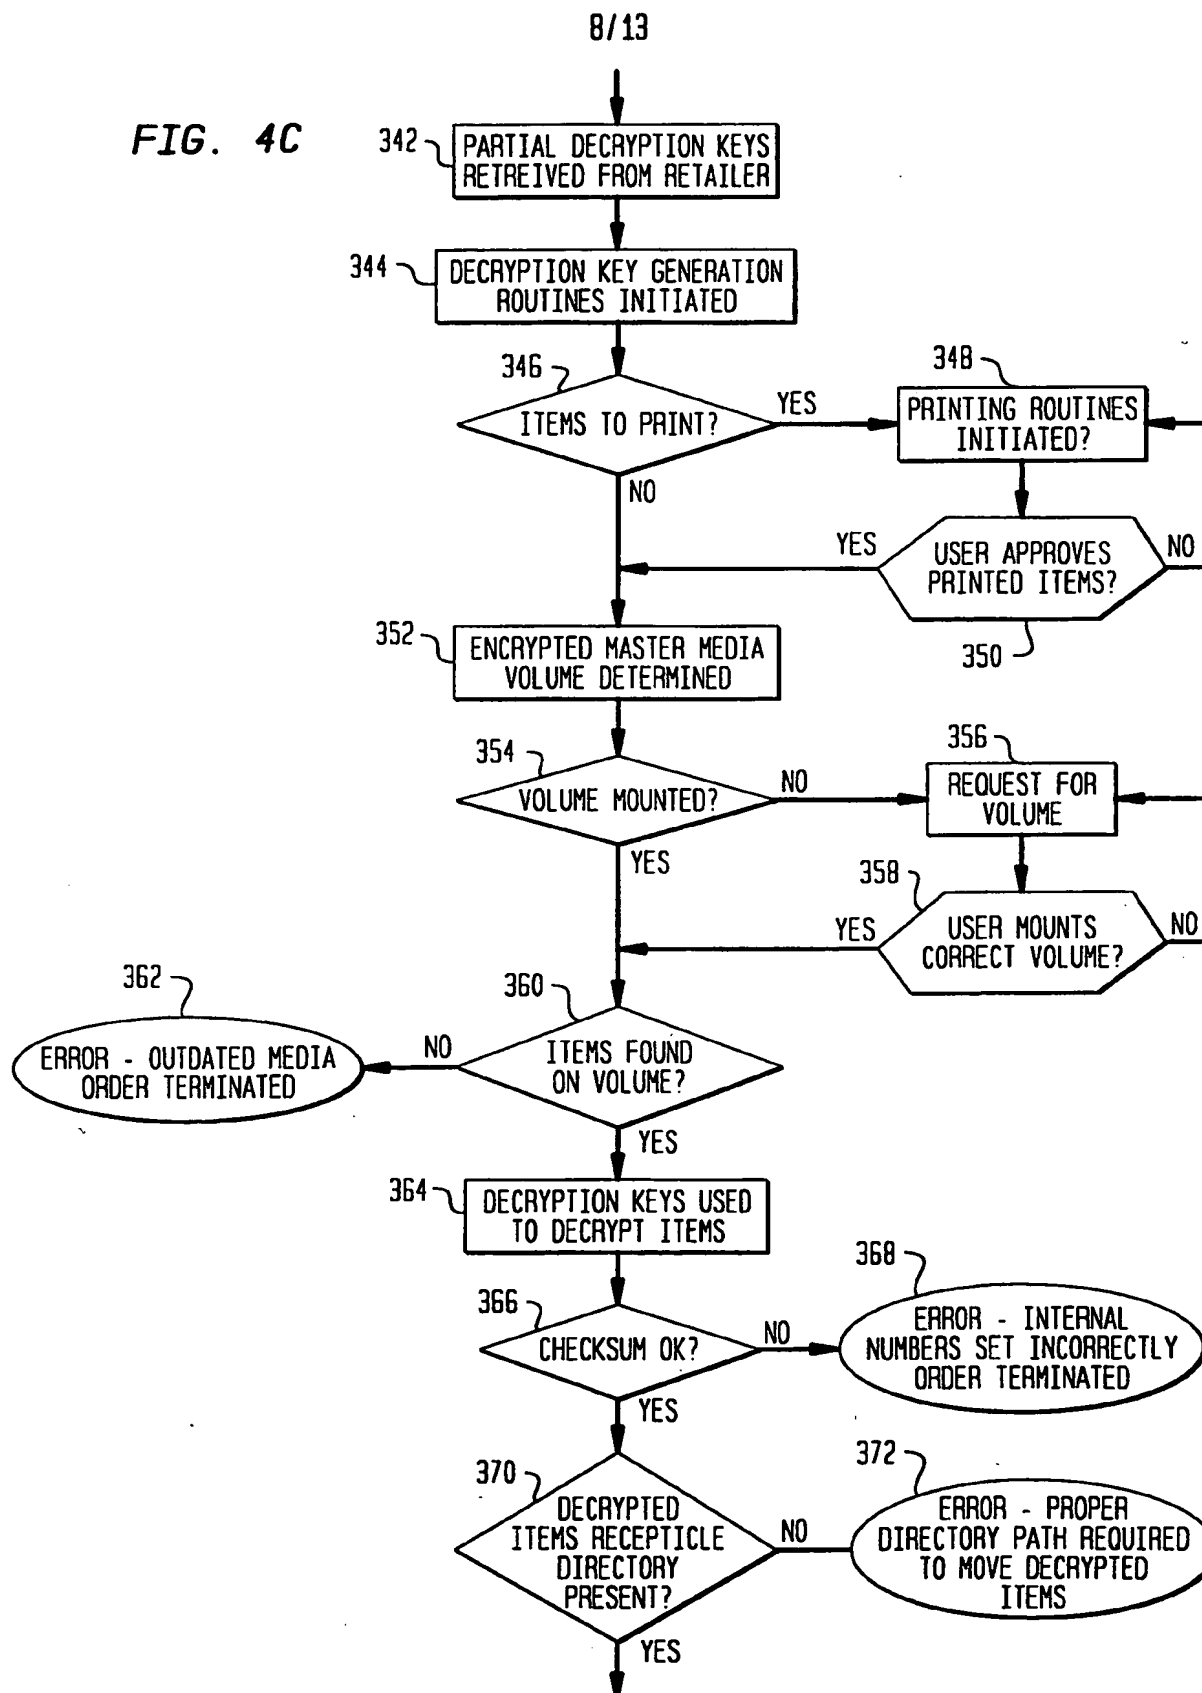 8/13
FIG. 4C
342
PARTIAL DECRYPTION KEYS
RETREIVED FROM RETAILER
344
DECRYPTION KEY GENERATION
ROUTINES INITIATED
346
ITEMS TO PRINT?
YES
NO
348
PRINTING ROUTINES
INITIATED?
YES
USER APPROVES
PRINTED ITEMS?
NO
350
352
ENCRYPTED MASTER MEDIA
VOLUME DETERMINED
354
VOLUME MOUNTED?
NO
YES
356
REQUEST FOR
VOLUME
358
YES
USER MOUNTS
CORRECT VOLUME?
NO
360
ITEMS FOUND
ON VOLUME?
NO
YES
362
ERROR - OUTDATED MEDIA
ORDER TERMINATED
364
DECRYPTION KEYS USED
TO DECRYPT ITEMS
366
CHECKSUM OK?
NO
YES
368
ERROR - INTERNAL
NUMBERS SET INCORRECTLY
ORDER TERMINATED
370
DECRYPTED
ITEMS RECEPTICLE
DIRECTORY
PRESENT?
NO
YES
372
ERROR - PROPER
DIRECTORY PATH REQUIRED
TO MOVE DECRYPTED
ITEMS